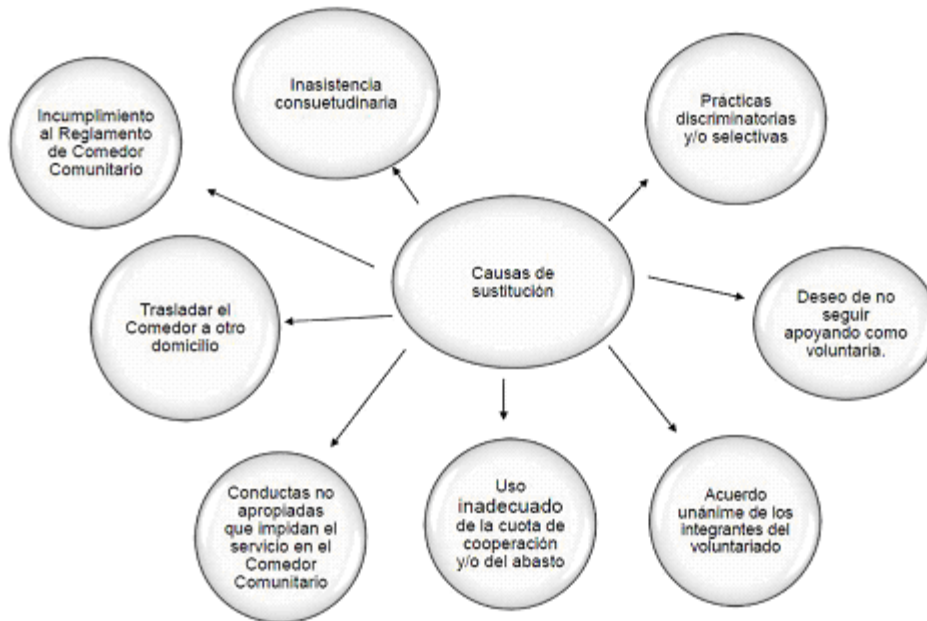 Inasistencia
consuetudinaria
Prácticas
discriminatorias
y/o selectivas
Incumplimiento
al Reglamento
de Comedor
Comunitario
Causas de
sustitución
Trasladar el
Comedor a otro
domicilio
Deseo de no
seguir
apoyando como
voluntaria.
Conductas no
apropiadas
que impidan el
servicio en el
Comedor
Comunitario
Uso
inadecuado
de la cuota de
cooperación
y/o del abasto
Acuerdo
unánime de los
integrantes del
voluntariado